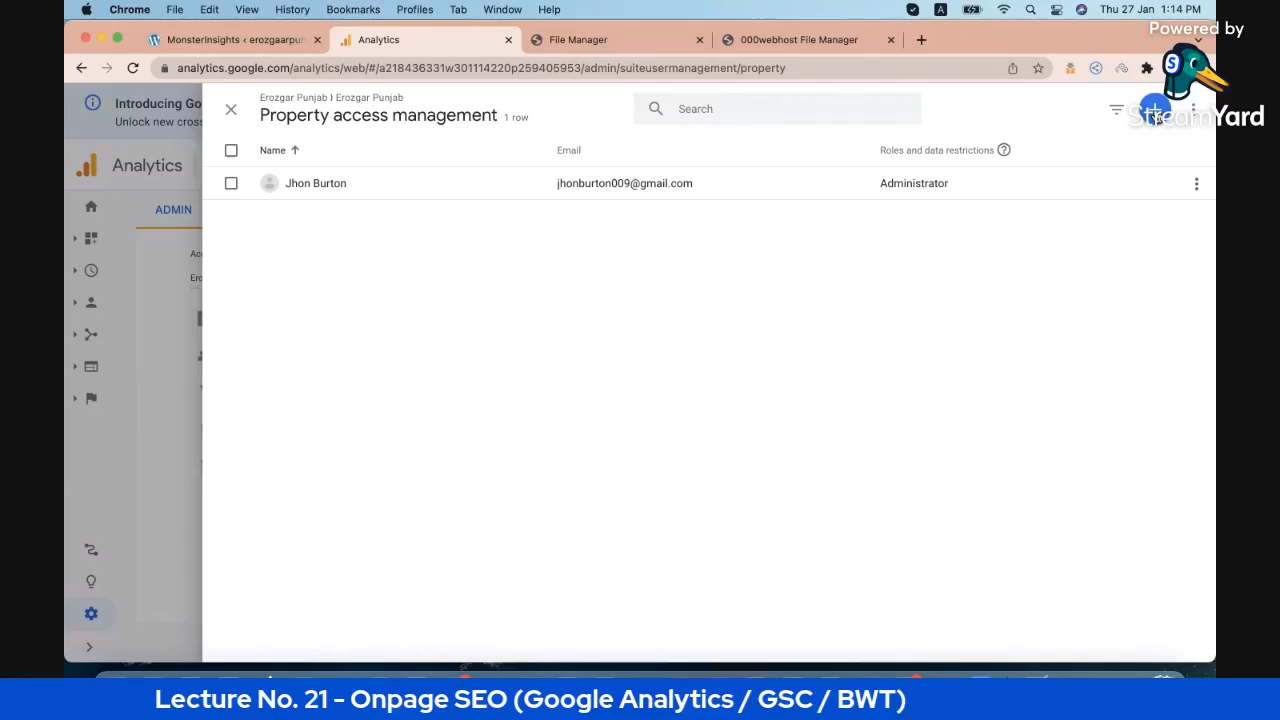 Chrome File Edit View History Bookmarks Profiles Tab Window Help A Thu 27 Jan 1:14 PM
Powered by
StreamYard
MonsterInsights ‹ erozgaarpun Analytics File Manager 000webhost File Manager
analytics.google.com/analytics/web/#/a218436331w301614220p259405953/admin/suiteusermanagement/property
Introducing Go
Unlock new cross
Analytics
ADMIN
Acc
Ero
Erozgar Punjab › Erozgar Punjab
Property access management 1 row
Search
Name Email Roles and data restrictions
Jhon Burton jhonburton009@gmail.com Administrator
Lecture No. 21 - Onpage SEO (Google Analytics / GSC / BWT)